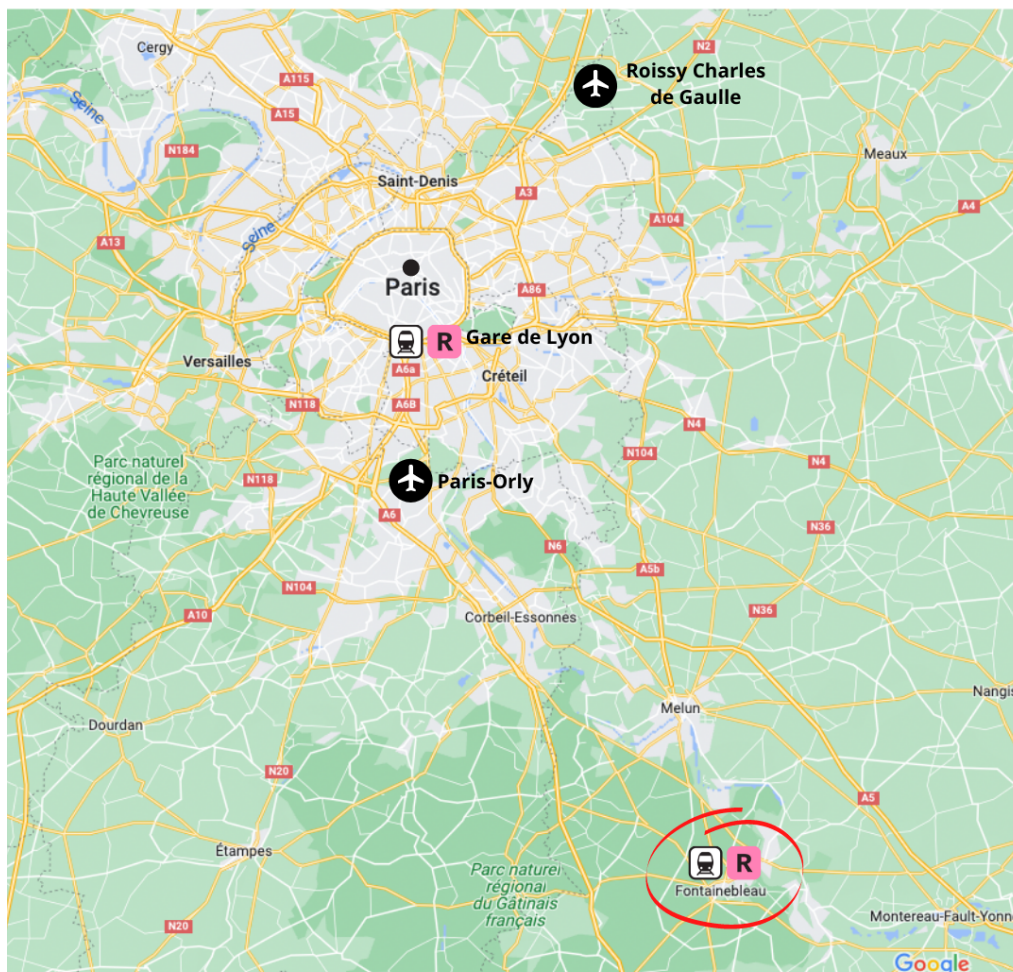 Cergy
N2
Roissy Charles
de Gaulle
A115
Seine
A15
N184
Meaux
Saint-Denis
A3
A4
A104
Seine
A13
Paris
A86
R
Gare de Lyon
Versailles
A6a
Créteil
N118
A6B
N4
N104
N4
Parc naturel
régional de la
Haute Vallée
de Chevreuse
N118
Paris-Orly
A6
N36
N6
A5b
N104
A10
N36
Corbeil-Essonnes
Nangis
Melun
Dourdan
N20
A5
Étampes
R
Parc naturel
régional
du Gâtinais
français
Fontainebleau
N20
Montereau-Fault-Yonne
Google